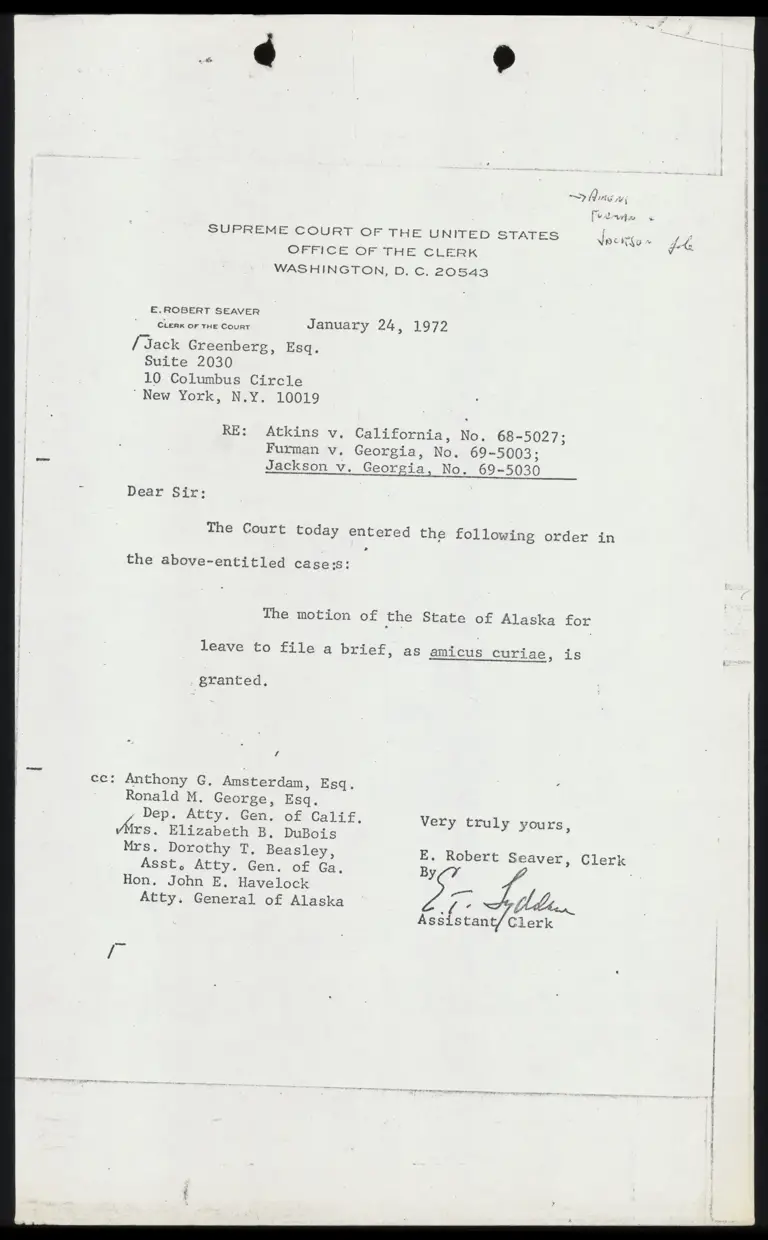 SUPREME COURT OF THE UNITED STATES
OFFICE OF THE CLERK
WASHINGTON, D. C. 20543
Jackson file
E. ROBERT SEAVER
CLERK OF THE COURT
January 24, 1972
Jack Greenberg, Esq.
Suite 2030
10 Columbus Circle
New York, N.Y. 10019
RE: Atkins v. California, No. 68-5027;
Furman v. Georgia, No. 69-5003;
Jackson v. Georgia, No. 69-5030
Dear Sir:
The Court today entered the following order in
the above-entitled case:s:
The motion of the State of Alaska for
leave to file a brief, as amicus curiae, is
granted.
cc: Anthony G. Amsterdam, Esq.
Ronald M. George, Esq.
Dep. Atty. Gen. of Calif.
Mrs. Elizabeth B. DuBois
Mrs. Dorothy T. Beasley,
Asst. Atty. Gen. of Ga.
Hon. John E. Havelock
Atty. General of Alaska
Very truly yours,
E. Robert Seaver, Clerk
By
Assistant Clerk